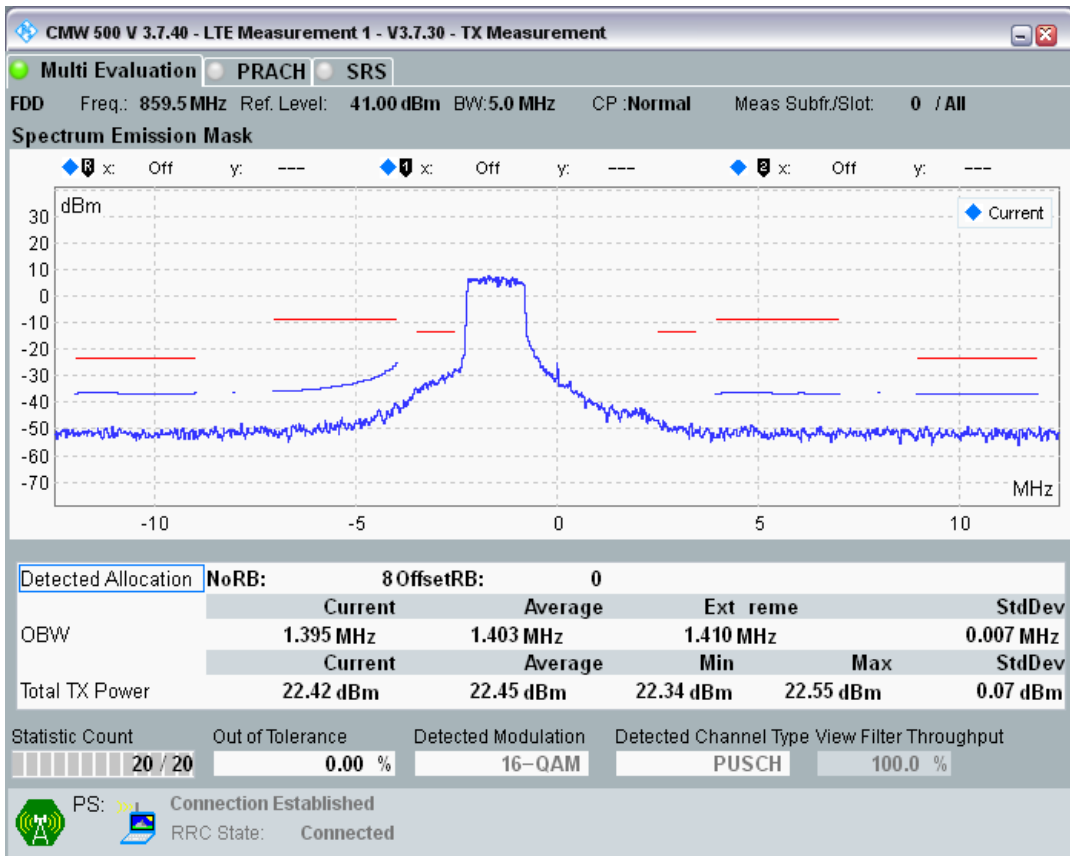 CMW 500 V 3.7.40 - LTE Measurement 1 - V3.7.30 - TX Measurement
Multi Evaluation PRACH SRS
FDD Freq.: 859.5 MHz Ref. Level: 41.00 dBm BW:5.0 MHz CP :Normal Meas Subfr./Slot: 0 / All
Spectrum Emission Mask
R x: Off y: --- 1 x: Off y: --- 2 x: Off y: ---
dBm
Current
30
20
10
0
-10
-20
-30
-40
-50
-60
-70
MHz
-10 -5 0 5 10
Detected Allocation NoRB: 8 OffsetRB: 0
Current Average Ext reme StdDev
OBW 1.395 MHz 1.403 MHz 1.410 MHz 0.007 MHz
Current Average Min Max StdDev
Total TX Power 22.42 dBm 22.45 dBm 22.34 dBm 22.55 dBm 0.07 dBm
Statistic Count Out of Tolerance Detected Modulation Detected Channel Type View Filter Throughput
20 / 20 0.00 % 16-QAM PUSCH 100.0 %
PS: Connection Established
RRC State: Connected